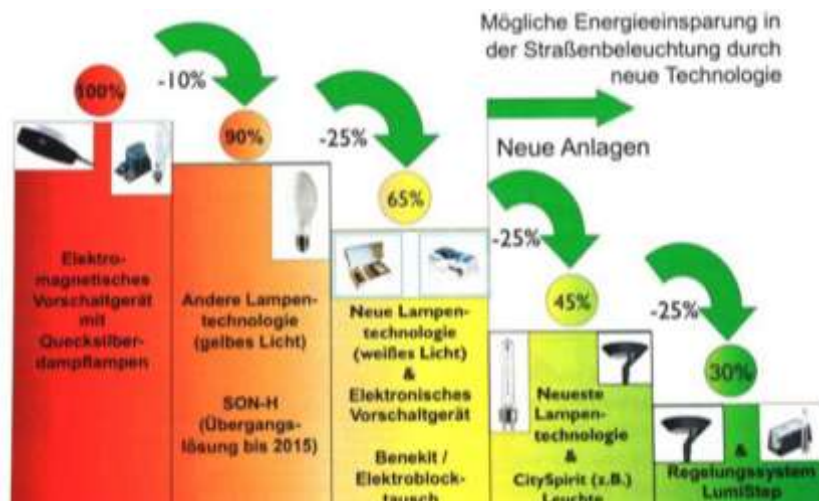 Mögliche Energieeinsparung in
der Straßenbeleuchtung durch
neue Technologie
Neue Anlagen
100%
-10%
90%
-25%
65%
-25%
45%
-25%
30%
Elektro-
magnetisches
Vorschaltgerät
mit
Quecksilber-
dampflampen
Andere Lampen-
technologie
(gelbes Licht)
SON-H
(Übergangs-
lösung bis 2015)
Neue Lampen-
technologie
(weißes Licht)
&
Elektronisches
Vorschaltgerät
Benekit /
Elektroblock-
tausch
Neueste
Lampen-
technologie
&
CitySpirit (z.B.)
Leuchte
&
Regelungssystem
LumiStep